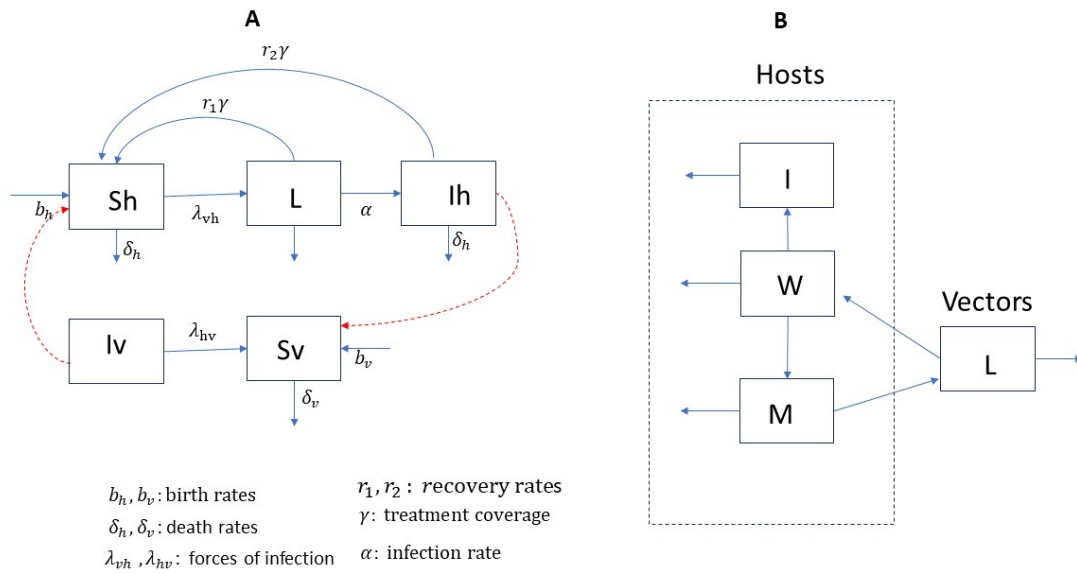 A
B
r₂γ
Hosts
r₁γ
I
Sh
L
Ih
b_h
λ_vh
α
δ_h
δ_h
W
Vectors
Iv
λ_hv
Sv
b_v
L
δ_v
M
b_h, b_v: birth rates
r₁, r₂ : recovery rates
δ_h, δ_v: death rates
γ: treatment coverage
λ_vh , λ_hv: forces of infection
α: infection rate